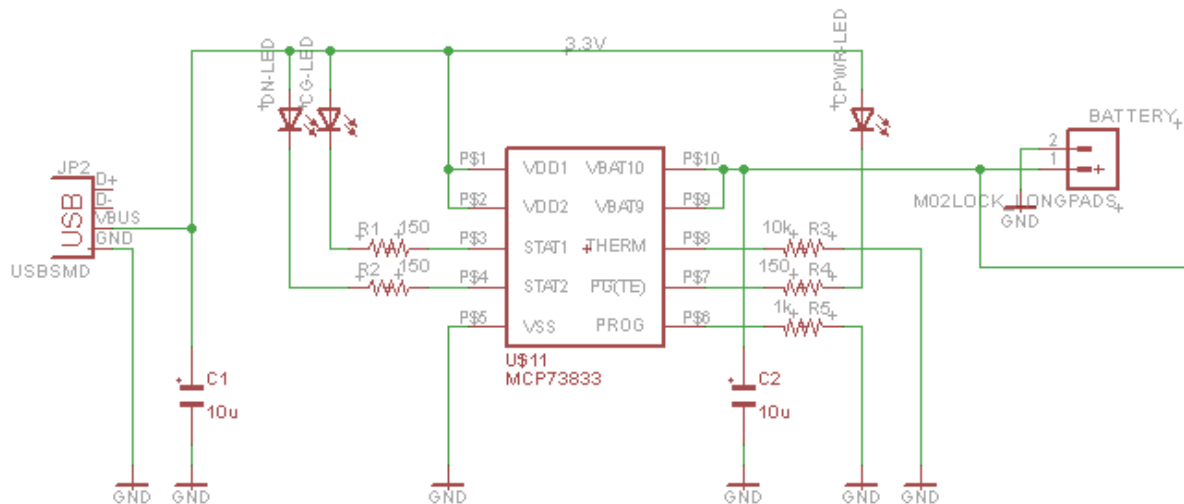 3.3V
DN-LED
CG-LED
CPWR-LED
BATTERY
2
1
M02LOCK_LONGPADS
GND
JP2
USB
D+
D-
VBUS
GND
USBSMD
P$1 VDD1 VBAT10 P$10
P$2 VDD2 VBAT9 P$9
R1 150 P$3 STAT1 THERM P$8 10k R3
R2 150 P$4 STAT2 PG(TE) P$7 150 R4
P$5 VSS PROG P$6 1k R5
U$11
MCP73833
C1
10u
C2
10u
GND GND GND GND GND GND